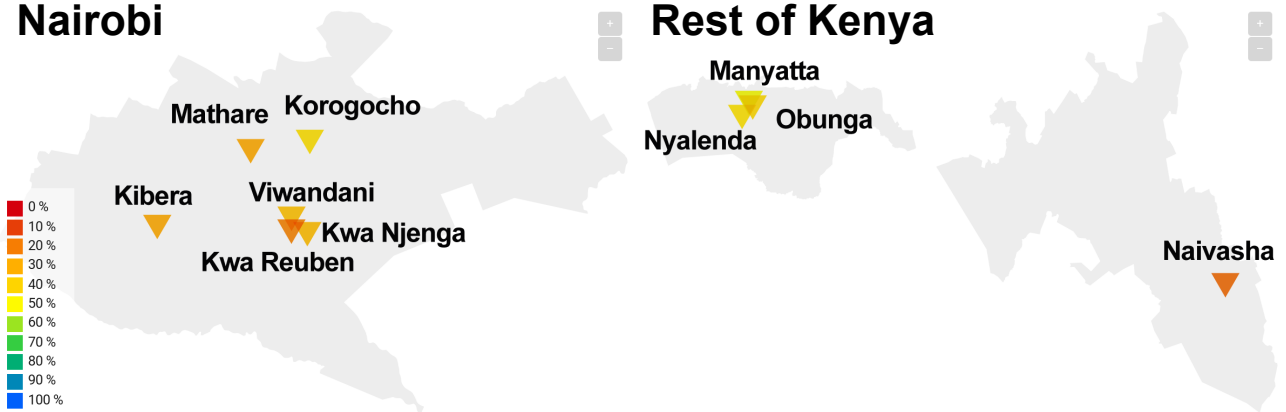 Nairobi
+
−
Mathare
Korogocho
Kibera
Viwandani
Kwa Njenga
Kwa Reuben
0 %
10 %
20 %
30 %
40 %
50 %
60 %
70 %
80 %
90 %
100 %
Rest of Kenya
+
−
Manyatta
Obunga
Nyalenda
Naivasha